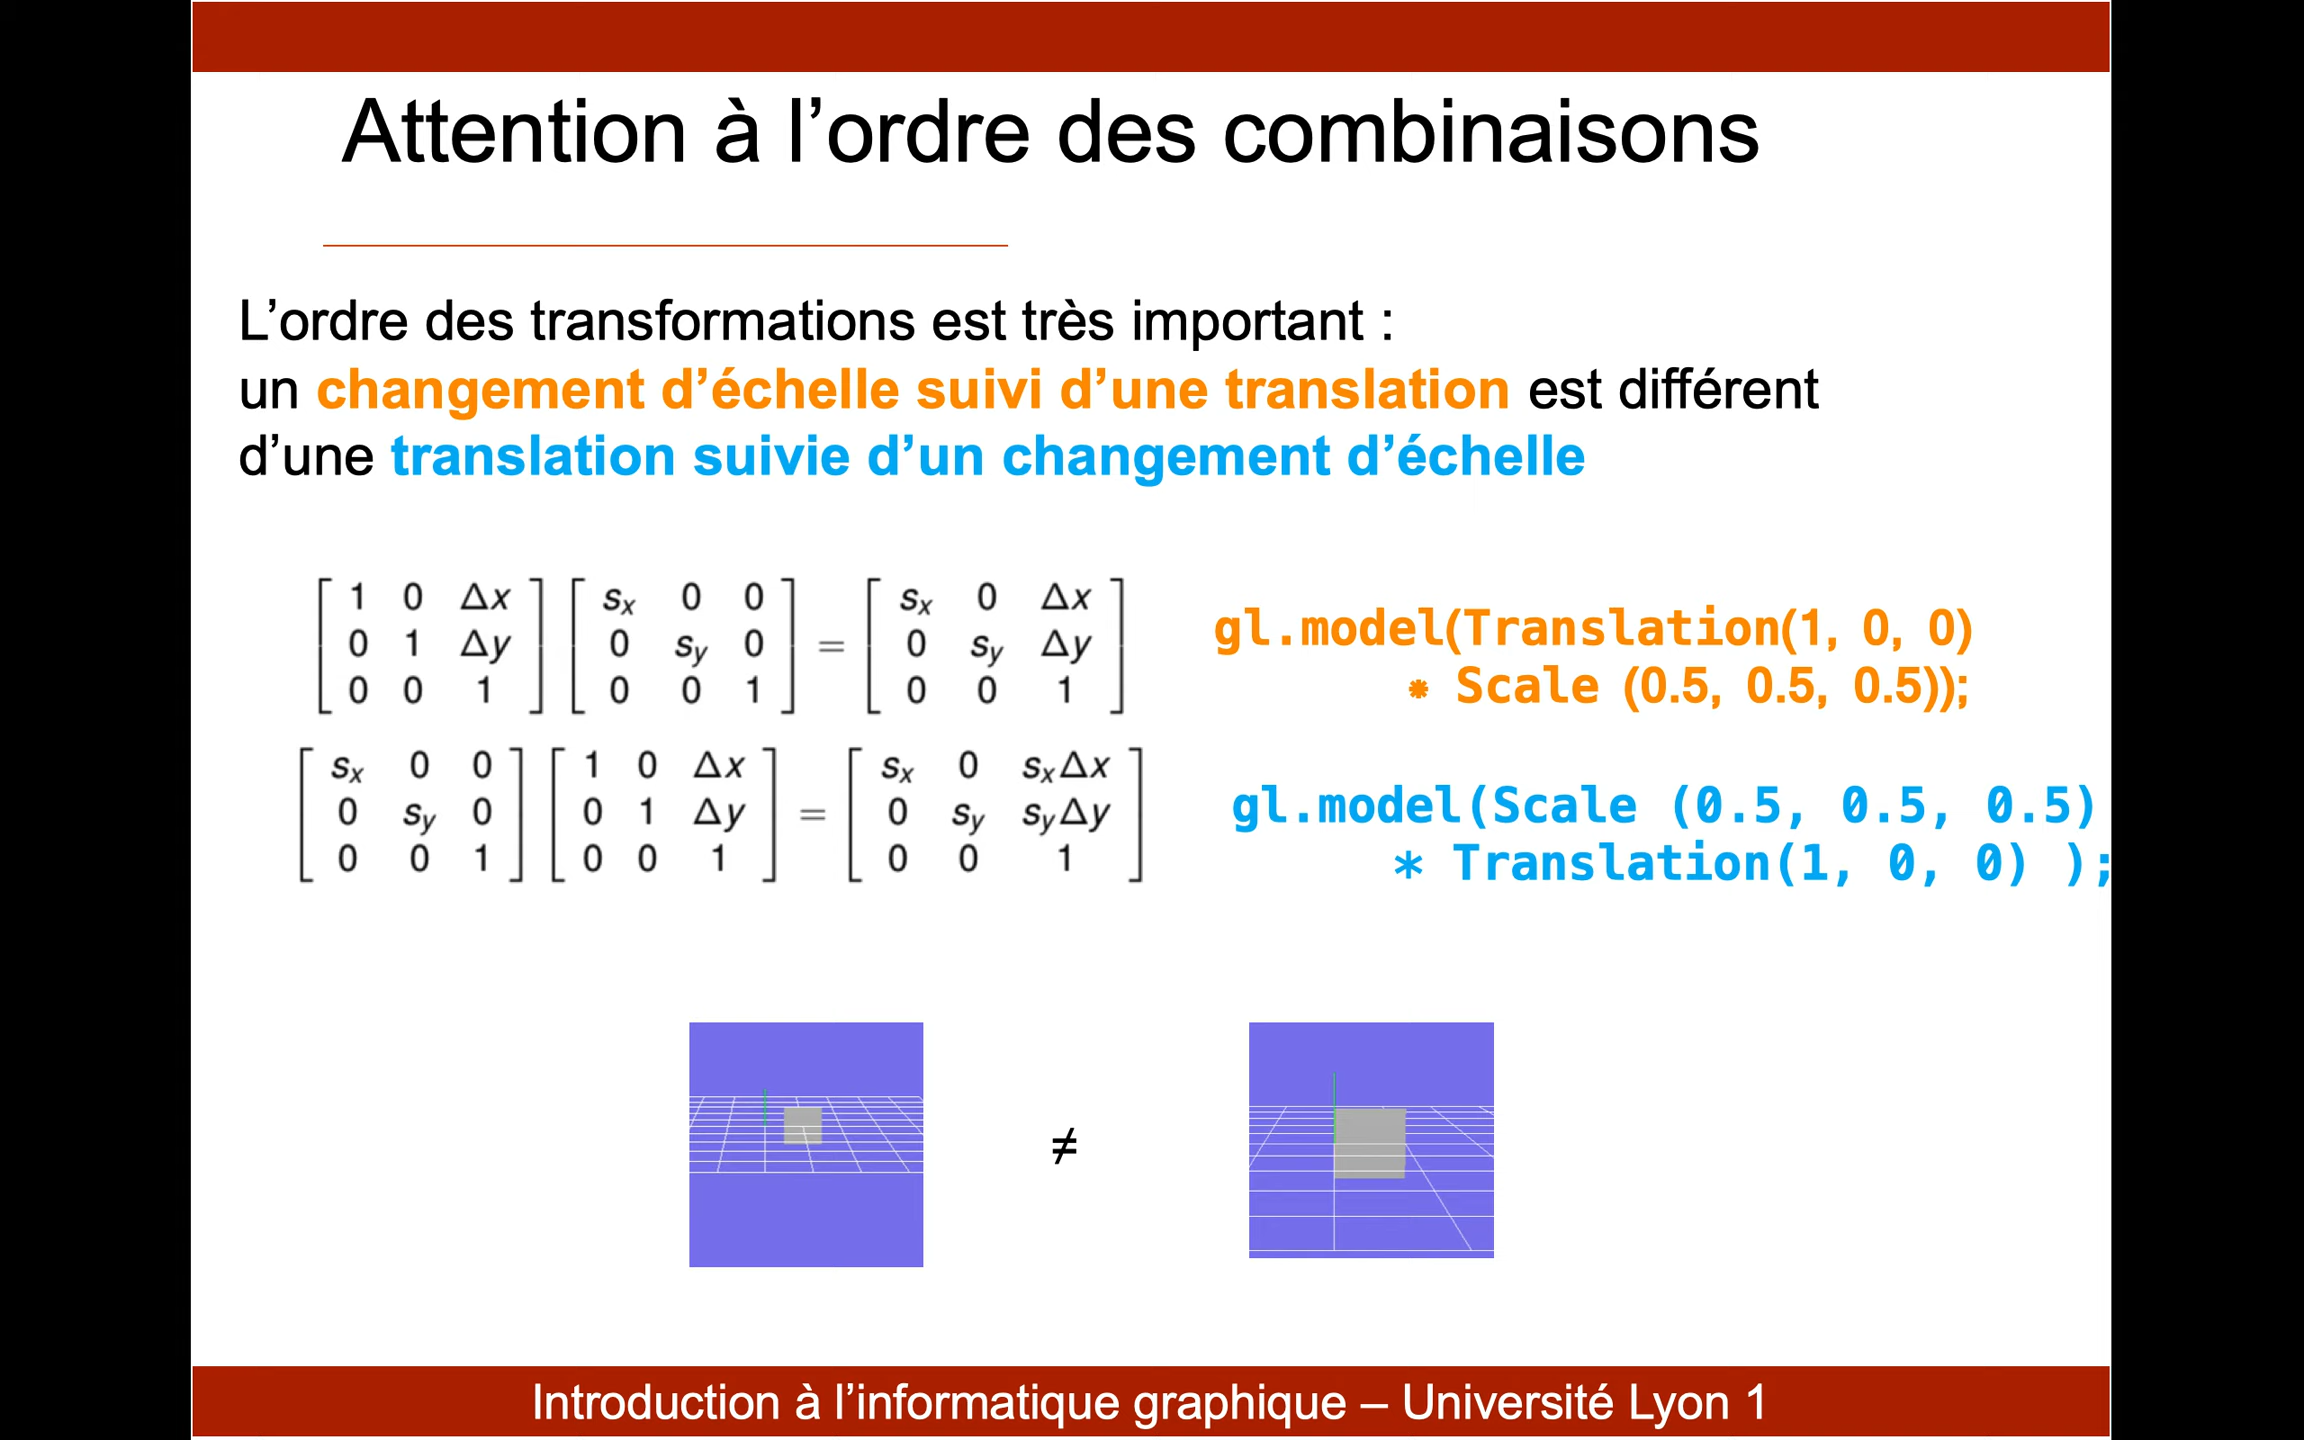 Attention à l’ordre des combinaisons
L’ordre des transformations est très important :
un changement d’échelle suivi d’une translation est différent
d’une translation suivie d’un changement d’échelle
[ 1 0 Δx ] [ sx 0 0 ] = [ sx 0 Δx ]
[ 0 1 Δy ] [ 0 sy 0 ] = [ 0 sy Δy ]
[ 0 0 1 ] [ 0 0 1 ] = [ 0 0 1 ]
gl.model(Translation(1, 0, 0)
* Scale (0.5, 0.5, 0.5));
[ sx 0 0 ] [ 1 0 Δx ] = [ sx 0 sxΔx ]
[ 0 sy 0 ] [ 0 1 Δy ] = [ 0 sy syΔy ]
[ 0 0 1 ] [ 0 0 1 ] = [ 0 0 1 ]
gl.model(Scale (0.5, 0.5, 0.5)
* Translation(1, 0, 0) );
≠
Introduction à l’informatique graphique – Université Lyon 1